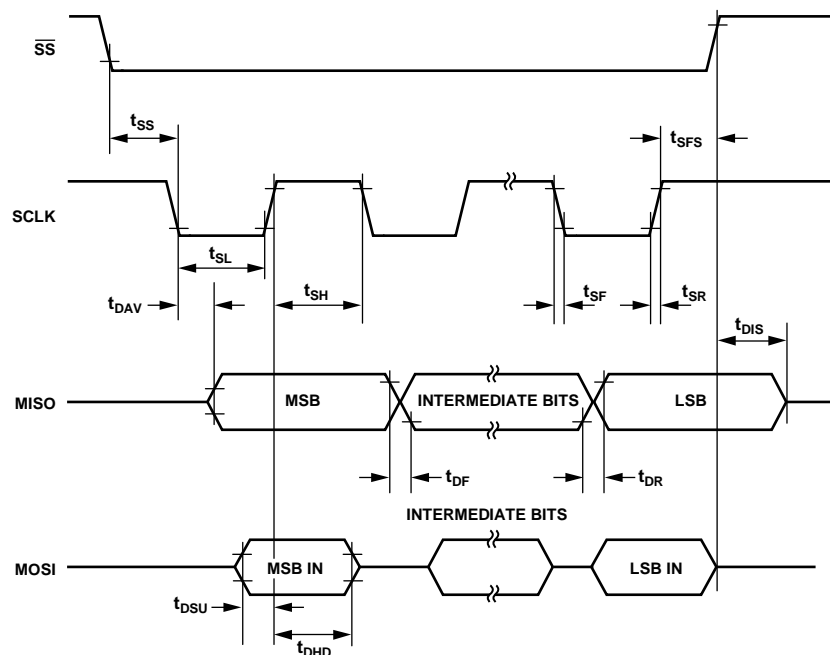 SS
tSS
tSFS
SCLK
tSL
tSH
tSF
tSR
tDAV
tDIS
MISO
MSB
INTERMEDIATE BITS
LSB
tDF
tDR
INTERMEDIATE BITS
MOSI
MSB IN
LSB IN
tDSU
tDHD